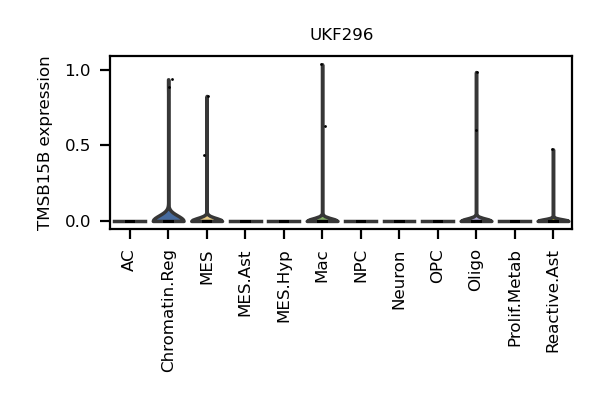 UKF296
TMSB15B expression
1.0
0.5
0.0
AC
Chromatin.Reg
MES
MES.Ast
MES.Hyp
Mac
NPC
Neuron
OPC
Oligo
Prolif.Metab
Reactive.Ast